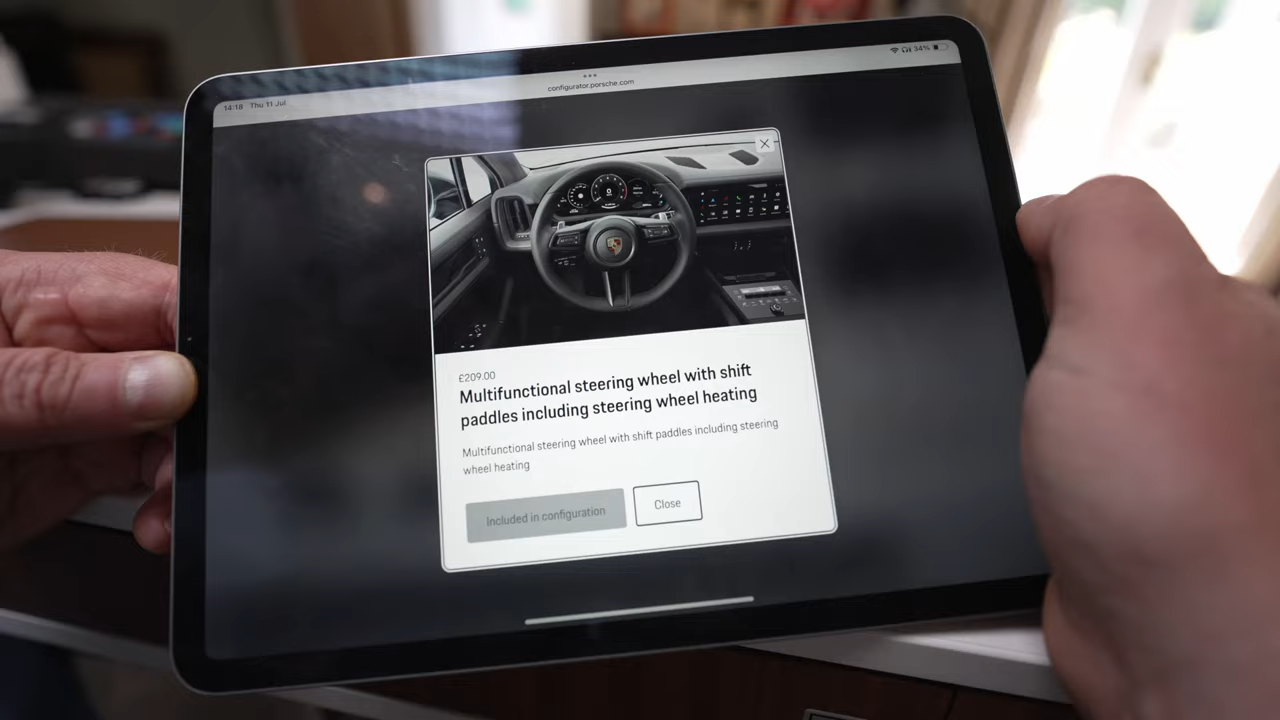 14:18 Thu 11 Jul
configurator.porsche.com
34%
£209.00
Multifunctional steering wheel with shift
paddles including steering wheel heating
Multifunctional steering wheel with shift paddles including steering
wheel heating
Included in configuration
Close